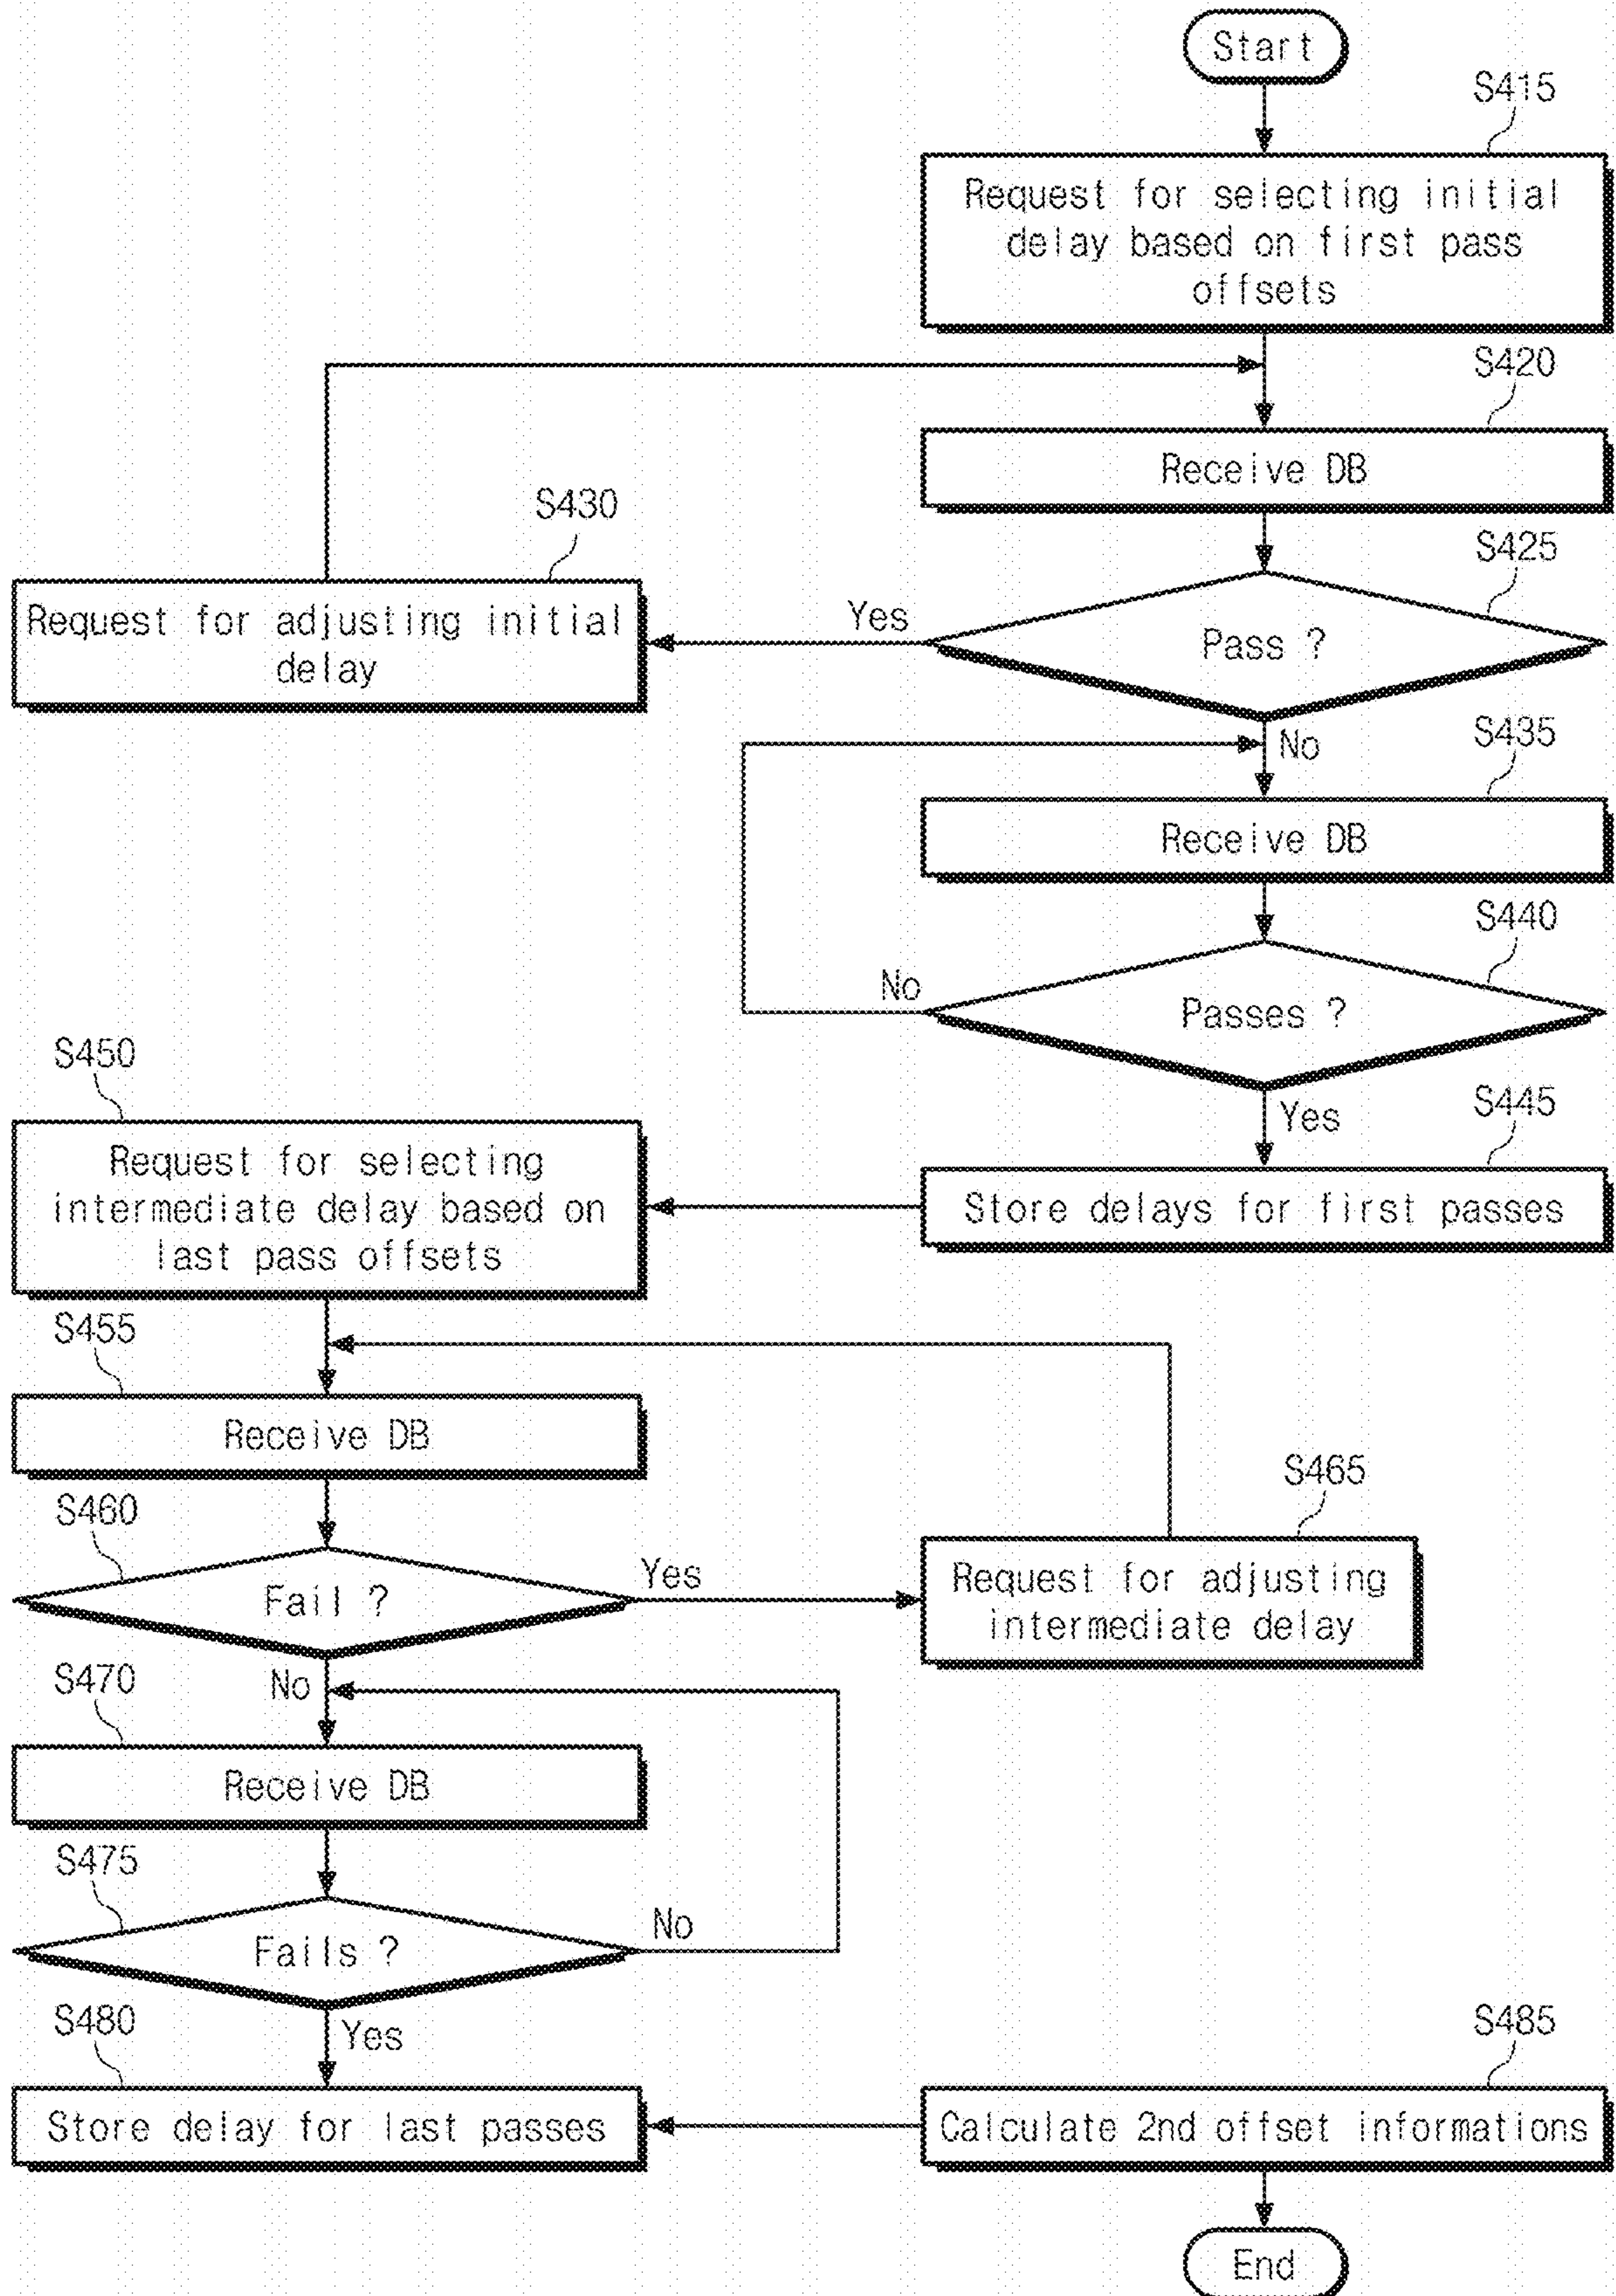 Start
S415
Request for selecting initial
delay based on first pass
offsets
S420
Receive DB
S430
Request for adjusting initial
delay
S425
Yes
Pass ?
No
S435
Receive DB
S440
No
Passes ?
Yes
S445
Store delays for first passes
S450
Request for selecting
intermediate delay based on
last pass offsets
S455
Receive DB
S460
Fail ?
Yes
S465
Request for adjusting
intermediate delay
No
S470
Receive DB
S475
Fails ?
No
Yes
S480
Store delay for last passes
S485
Calculate 2nd offset informations
End